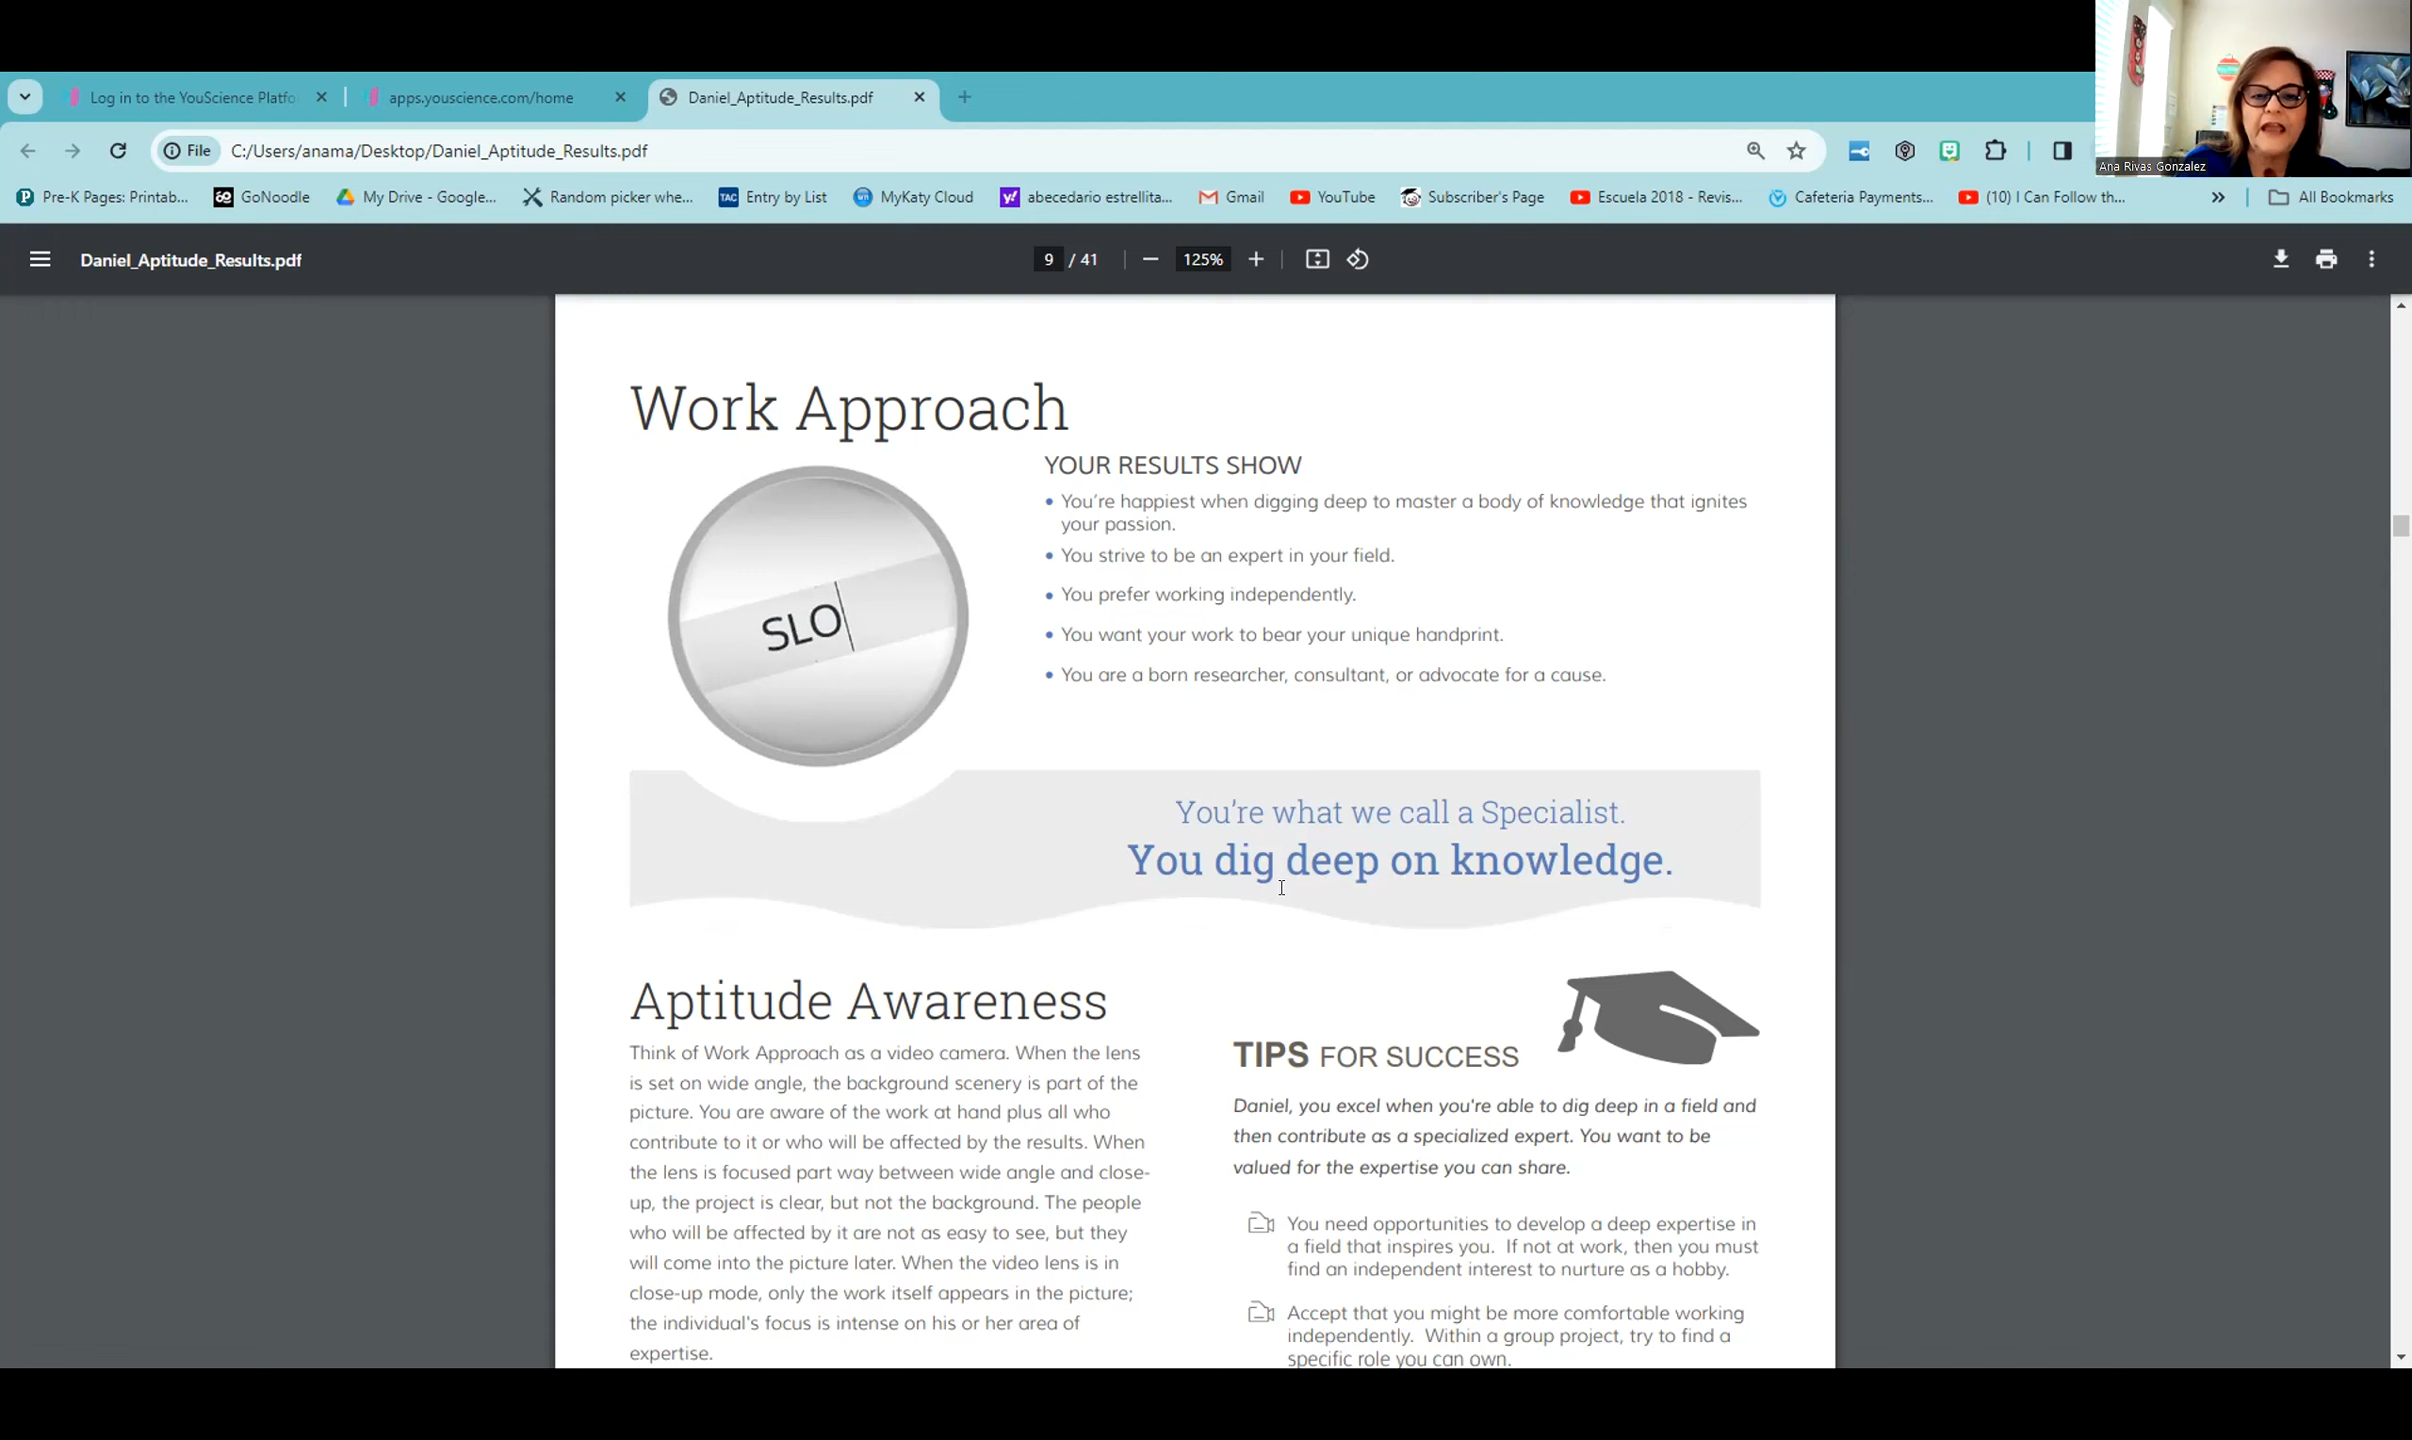 Log in to the YouScience Platfo
apps.youscience.com/home
Daniel_Aptitude_Results.pdf
File
C:/Users/anama/Desktop/Daniel_Aptitude_Results.pdf
Ana Rivas Gonzalez
Pre-K Pages: Printab...
GoNoodle
My Drive - Google...
Random picker whe...
TAC
Entry by List
MyKaty Cloud
abecedario estrellita...
Gmail
YouTube
Subscriber's Page
Escuela 2018 - Revis...
Cafeteria Payments...
(10) I Can Follow th...
All Bookmarks
Daniel_Aptitude_Results.pdf
9 / 41
125%
Work Approach
SLO
YOUR RESULTS SHOW
• You're happiest when digging deep to master a body of knowledge that ignites
your passion.
• You strive to be an expert in your field.
• You prefer working independently.
• You want your work to bear your unique handprint.
• You are a born researcher, consultant, or advocate for a cause.
You're what we call a Specialist.
You dig deep on knowledge.
Aptitude Awareness
Think of Work Approach as a video camera. When the lens
is set on wide angle, the background scenery is part of the
picture. You are aware of the work at hand plus all who
contribute to it or who will be affected by the results. When
the lens is focused part way between wide angle and close-
up, the project is clear, but not the background. The people
who will be affected by it are not as easy to see, but they
will come into the picture later. When the video lens is in
close-up mode, only the work itself appears in the picture;
the individual's focus is intense on his or her area of
expertise.
TIPS FOR SUCCESS
Daniel, you excel when you're able to dig deep in a field and
then contribute as a specialized expert. You want to be
valued for the expertise you can share.
You need opportunities to develop a deep expertise in
a field that inspires you. If not at work, then you must
find an independent interest to nurture as a hobby.
Accept that you might be more comfortable working
independently. Within a group project, try to find a
specific role you can own.